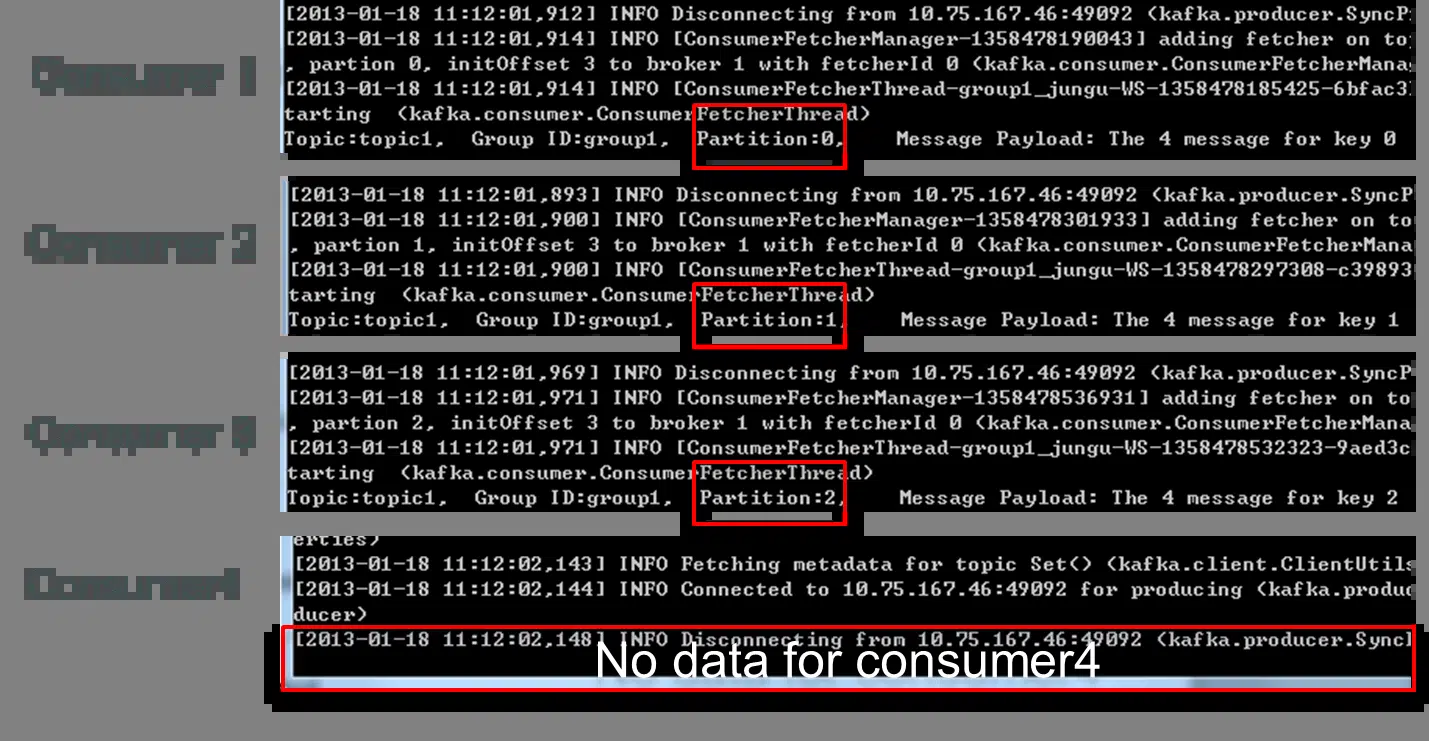 Consumer 1
[2013-01-18 11:12:01,912] INFO Disconnecting from 10.75.167.46:49092 (kafka.producer.SyncP
[2013-01-18 11:12:01,914] INFO [ConsumerFetcherManager-1358478190043] adding fetcher on to
, partion 0, initOffset 3 to broker 1 with fetcherId 0 (kafka.consumer.ConsumerFetcherMana
[2013-01-18 11:12:01,914] INFO [ConsumerFetcherThread-group1_jungu-WS-1358478185425-6bfac3
tarting (kafka.consumer.ConsumerFetcherThread)
Topic:topic1, Group ID:group1, Partition:0, Message Payload: The 4 message for key 0
Consumer 2
[2013-01-18 11:12:01,893] INFO Disconnecting from 10.75.167.46:49092 (kafka.producer.SyncP
[2013-01-18 11:12:01,900] INFO [ConsumerFetcherManager-1358478301933] adding fetcher on to
, partion 1, initOffset 3 to broker 1 with fetcherId 0 (kafka.consumer.ConsumerFetcherMana
[2013-01-18 11:12:01,900] INFO [ConsumerFetcherThread-group1_jungu-WS-1358478297308-c39893
tarting (kafka.consumer.ConsumerFetcherThread)
Topic:topic1, Group ID:group1, Partition:1, Message Payload: The 4 message for key 1
Consumer 3
[2013-01-18 11:12:01,969] INFO Disconnecting from 10.75.167.46:49092 (kafka.producer.SyncP
[2013-01-18 11:12:01,971] INFO [ConsumerFetcherManager-1358478536931] adding fetcher on to
, partion 2, initOffset 3 to broker 1 with fetcherId 0 (kafka.consumer.ConsumerFetcherMana
[2013-01-18 11:12:01,971] INFO [ConsumerFetcherThread-group1_jungu-WS-1358478532323-9aed3c
tarting (kafka.consumer.ConsumerFetcherThread)
Topic:topic1, Group ID:group1, Partition:2, Message Payload: The 4 message for key 2
Consumer4
erties)
[2013-01-18 11:12:02,143] INFO Fetching metadata for topic Set() (kafka.client.ClientUtils
[2013-01-18 11:12:02,144] INFO Connected to 10.75.167.46:49092 for producing (kafka.produc
ducer)
[2013-01-18 11:12:02,148] INFO Disconnecting from 10.75.167.46:49092 (kafka.producer.Sync
No data for consumer4